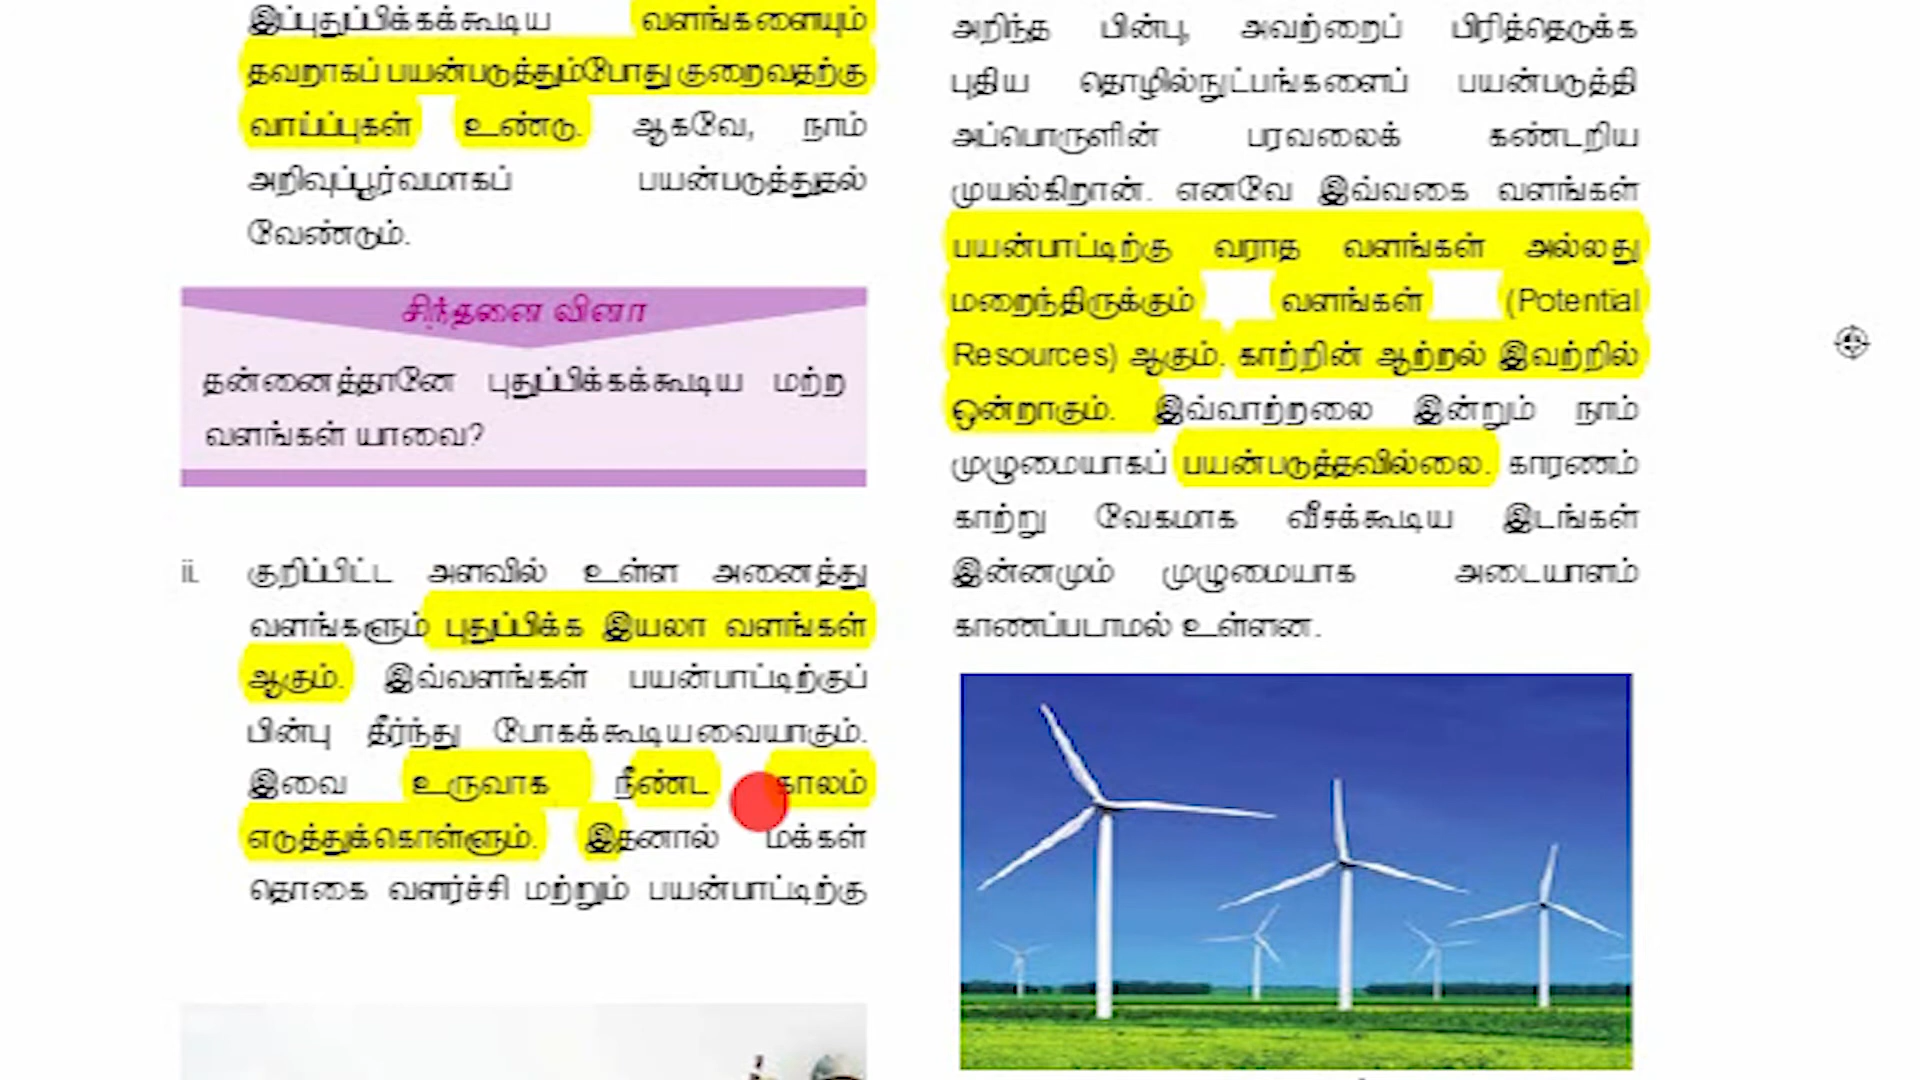 இப்புதுப்பிக்கக்கூடிய வளங்களையும்
தவறாகப் பயன்படுத்தும்போது குறைவதற்கு
வாய்ப்புகள் உண்டு. ஆகவே, நாம்
அறிவுப்பூர்வமாகப் பயன்படுத்துதல்
வேண்டும்.
சிந்தனை வினா
தன்னைத்தானே புதுப்பிக்கக்கூடிய மற்ற
வளங்கள் யாவை?
ii. குறிப்பிட்ட அளவில் உள்ள அனைத்து
வளங்களும் புதுப்பிக்க இயலா வளங்கள்
ஆகும். இவ்வளங்கள் பயன்பாட்டிற்குப்
பின்பு தீர்ந்து போகக்கூடியவையாகும்.
இவை உருவாக நீண்ட காலம்
எடுத்துக்கொள்ளும். இதனால் மக்கள்
தொகை வளர்ச்சி மற்றும் பயன்பாட்டிற்கு
அறிந்த பின்பு, அவற்றைப் பிரித்தெடுக்க
புதிய தொழில்நுட்பங்களைப் பயன்படுத்தி
அப்பொருளின் பரவலைக் கண்டறிய
முயல்கிறான். எனவே இவ்வகை வளங்கள்
பயன்பாட்டிற்கு வராத வளங்கள் அல்லது
மறைந்திருக்கும் வளங்கள் (Potential
Resources) ஆகும். காற்றின் ஆற்றல் இவற்றில்
ஒன்றாகும். இவ்வாற்றலை இன்றும் நாம்
முழுமையாகப் பயன்படுத்தவில்லை. காரணம்
காற்று வேகமாக வீசக்கூடிய இடங்கள்
இன்னமும் முழுமையாக அடையாளம்
காணப்படாமல் உள்ளன.